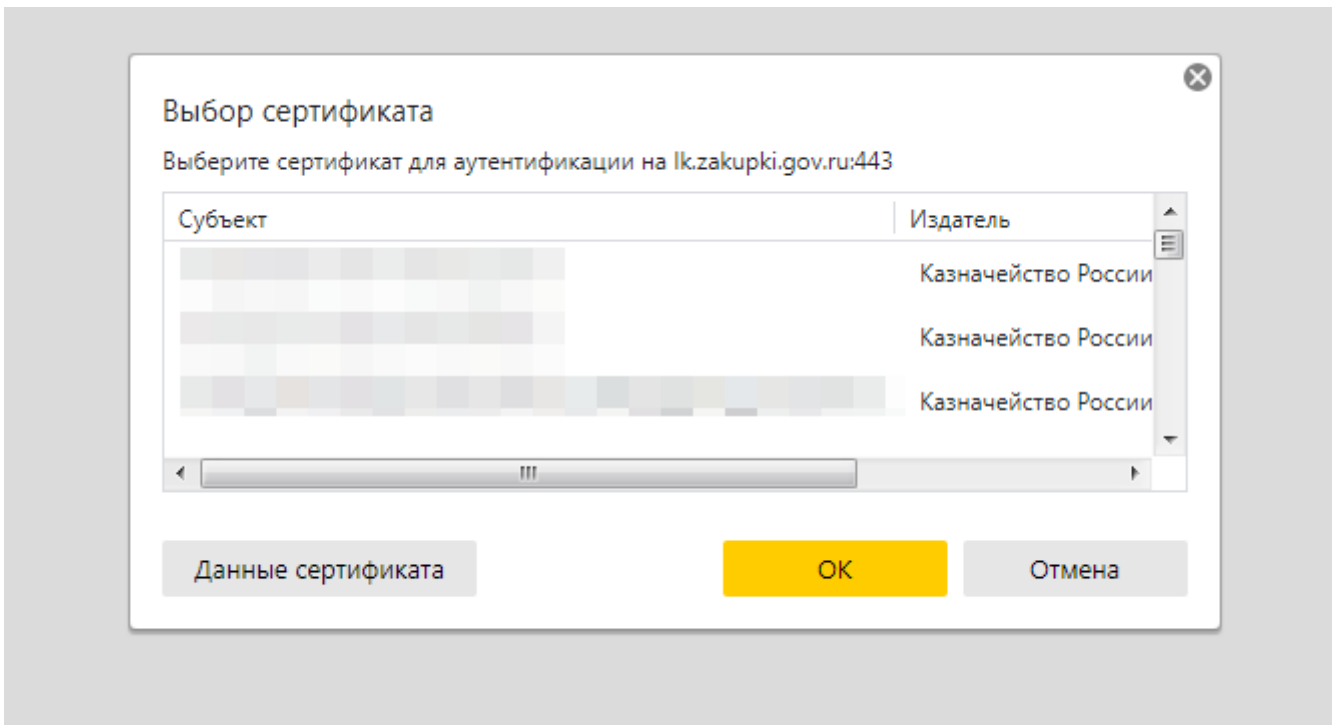 Выбор сертификата
Выберите сертификат для аутентификации на lk.zakupki.gov.ru:443
Субъект Издатель
Казначейство России
Казначейство России
Казначейство России
Данные сертификата OK Отмена